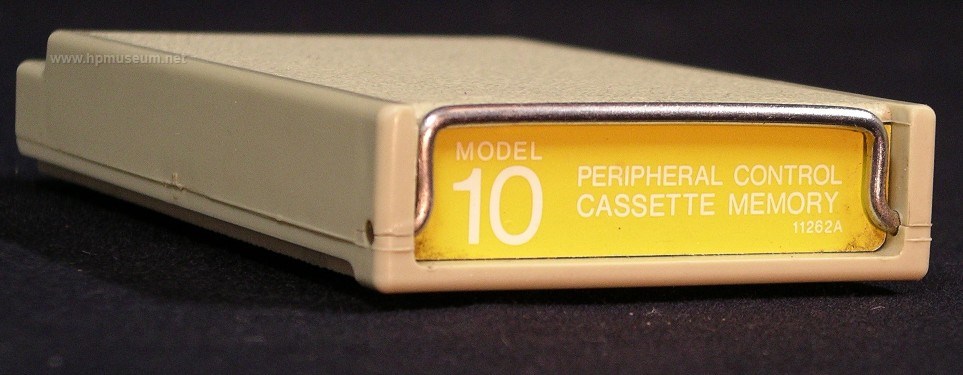 www.hpmuseum.net
MODEL
10
PERIPHERAL CONTROL
CASSETTE MEMORY
11262A